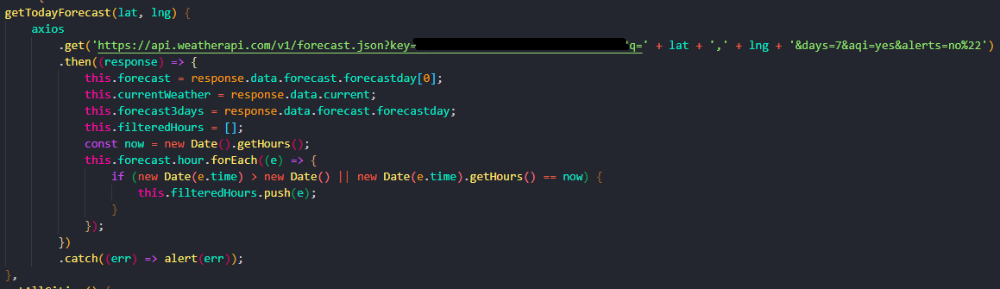 getTodayForecast(lat, lng) {
axios
.get('https://api.weatherapi.com/v1/forecast.json?key= q=' + lat + ',' + lng + '&days=7&aqi=yes&alerts=no%22')
.then((response) => {
this.forecast = response.data.forecast.forecastday[0];
this.currentWeather = response.data.current;
this.forecast3days = response.data.forecast.forecastday;
this.filteredHours = [];
const now = new Date().getHours();
this.forecast.hour.forEach((e) => {
if (new Date(e.time) > new Date() || new Date(e.time).getHours() == now) {
this.filteredHours.push(e);
}
});
})
.catch((err) => alert(err));
},